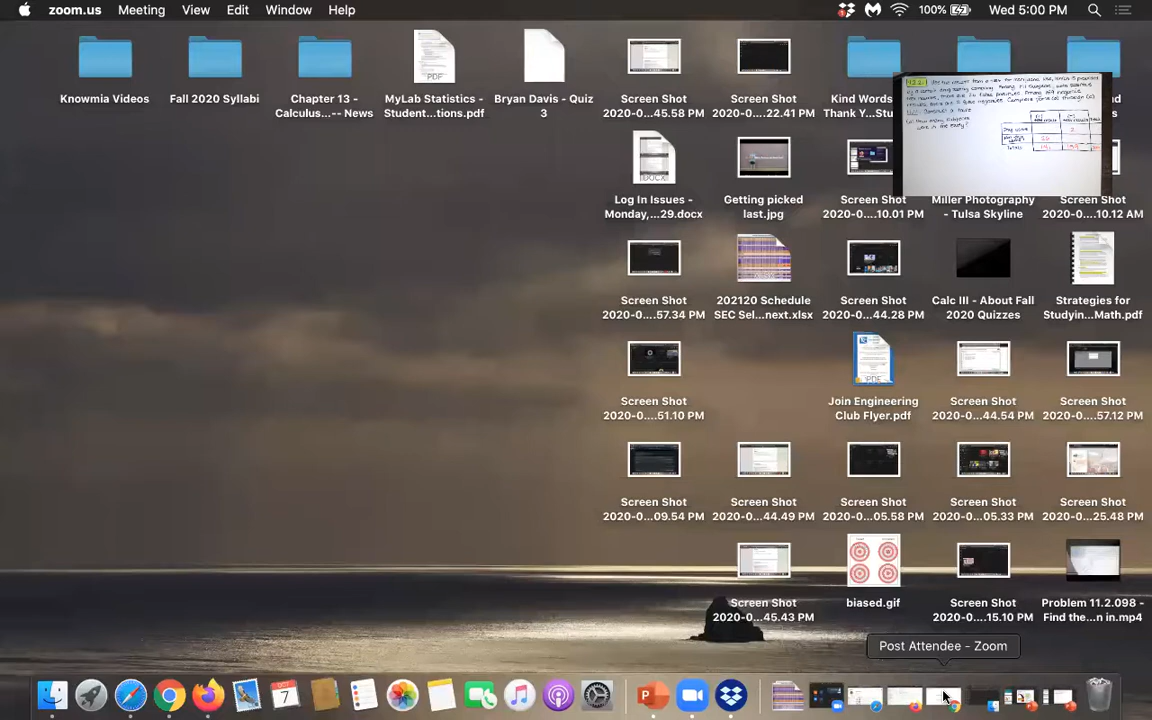 zoom.us Meeting View Edit Window Help 100% Wed 5:00 PM
Knowmia Videos
Fall 2020 Syllabi
Chapter 13 -
Calculus...-- News
PDF
MyLab Statistics -
Student...tions.pdf
Bryan Davis - Quiz
3
Screen Shot
2020-0....45.58 PM
Screen Shot
2020-0...22.41 PM
Kind Words
Thank Y...Stu
DOCX
Log In Issues -
Monday,...29.docx
Getting picked
last.jpg
Screen Shot
2020-0...10.01 PM
Miller Photography
- Tulsa Skyline
Screen Shot
2020-0...10.12 AM
Screen Shot
2020-0....57.34 PM
202120 Schedule
SEC Sel...next.xlsx
Screen Shot
2020-0...44.28 PM
Calc III - About Fall
2020 Quizzes
Strategies for
Studyin...Math.pdf
Screen Shot
2020-0....51.10 PM
PDF
Join Engineering
Club Flyer.pdf
Screen Shot
2020-0...44.54 PM
Screen Shot
2020-0....57.12 PM
Screen Shot
2020-0...09.54 PM
Screen Shot
2020-0...44.49 PM
Screen Shot
2020-0...05.58 PM
Screen Shot
2020-0...05.33 PM
Screen Shot
2020-0...25.48 PM
Screen Shot
2020-0...45.43 PM
biased.gif
Screen Shot
2020-0....15.10 PM
Problem 11.2.098 -
Find the...n in.mp4
Post Attendee - Zoom
OCT
7